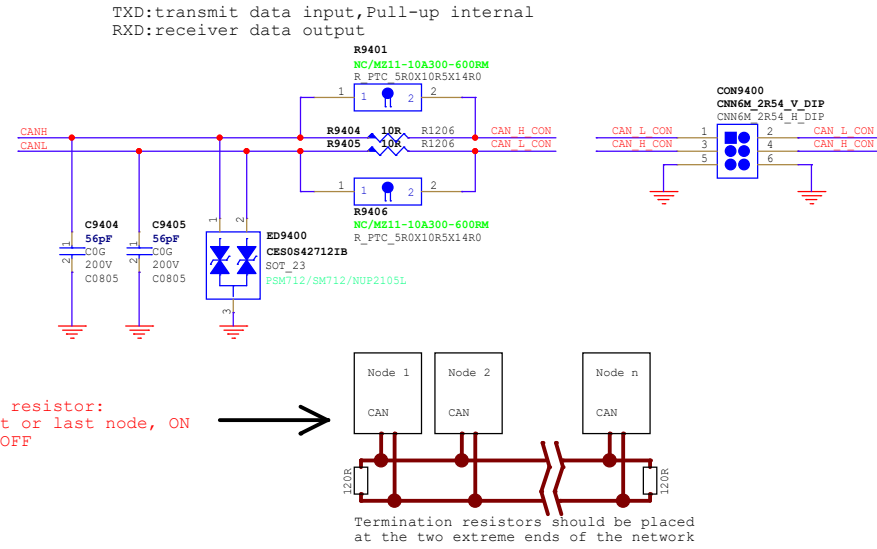 TXD:transmit data input,Pull-up internal
RXD:receiver data output
R9401
NC/MZ11-10A300-600RM
R_PTC_5R0X10R5X14R0
1 1 2 2
CANH
R9404 10R R1206
CAN_H_CON
CANL
R9405 10R R1206
CAN_L_CON
1 1 2 2
R9406
NC/MZ11-10A300-600RM
R_PTC_5R0X10R5X14R0
CON9400
CNN6M_2R54_V_DIP
CNN6M_2R54_H_DIP
CAN_L_CON 1 2 CAN_L_CON
CAN_H_CON 3 4 CAN_H_CON
5 6
C9404
56pF
C0G
200V
C0805
1
2
C9405
56pF
C0G
200V
C0805
1
2
1 2
ED9400
CES0S42712IB
SOT_23
PSM712/SM712/NUP2105L
3
resistor:
t or last node, ON
OFF
Node 1 Node 2 Node n
CAN CAN CAN
120R 120R
Termination resistors should be placed
at the two extreme ends of the network